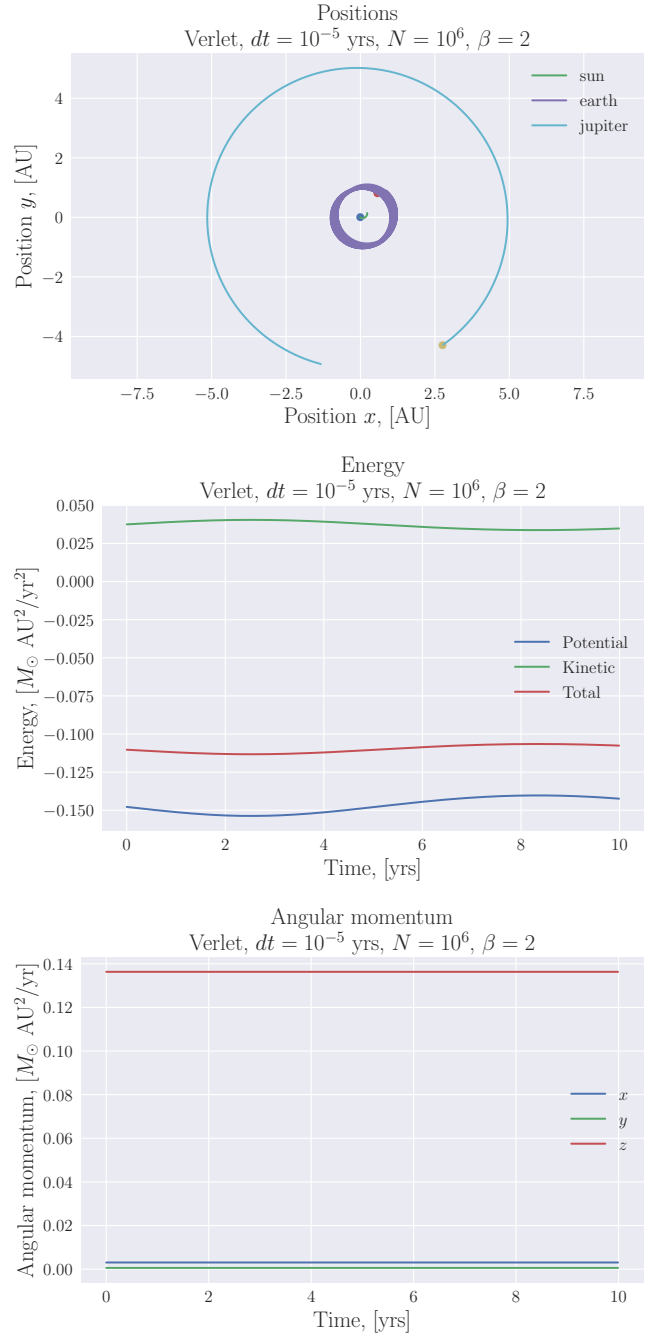 Positions
Verlet, $dt = 10^{-5}$ yrs, $N = 10^{6}$, $\beta = 2$
sun
earth
jupiter
4
2
0
−2
−4
Position $y$, [AU]
−7.5 −5.0 −2.5 0.0 2.5 5.0 7.5
Position $x$, [AU]
Energy
Verlet, $dt = 10^{-5}$ yrs, $N = 10^{6}$, $\beta = 2$
0.050
0.025
0.000
−0.025
−0.050
−0.075
−0.100
−0.125
−0.150
Energy, [$M_{\odot}$ AU$^2$/yr$^2$]
Potential
Kinetic
Total
0 2 4 6 8 10
Time, [yrs]
Angular momentum
Verlet, $dt = 10^{-5}$ yrs, $N = 10^{6}$, $\beta = 2$
0.14
0.12
0.10
0.08
0.06
0.04
0.02
0.00
Angular momentum, [$M_{\odot}$ AU$^2$/yr]
$x$
$y$
$z$
0 2 4 6 8 10
Time, [yrs]